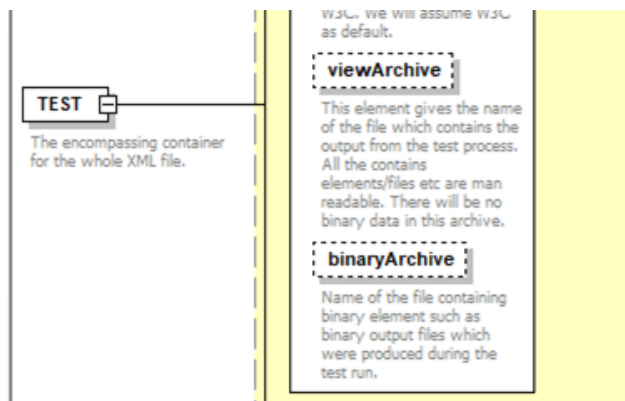 W3C. We will assume W3C
as default.
viewArchive
This element gives the name
of the file which contains the
output from the test process.
All the contains
elements/files etc are man
readable. There will be no
binary data in this archive.
TEST
The encompassing container
for the whole XML file.
binaryArchive
Name of the file containing
binary element such as
binary output files which
were produced during the
test run.